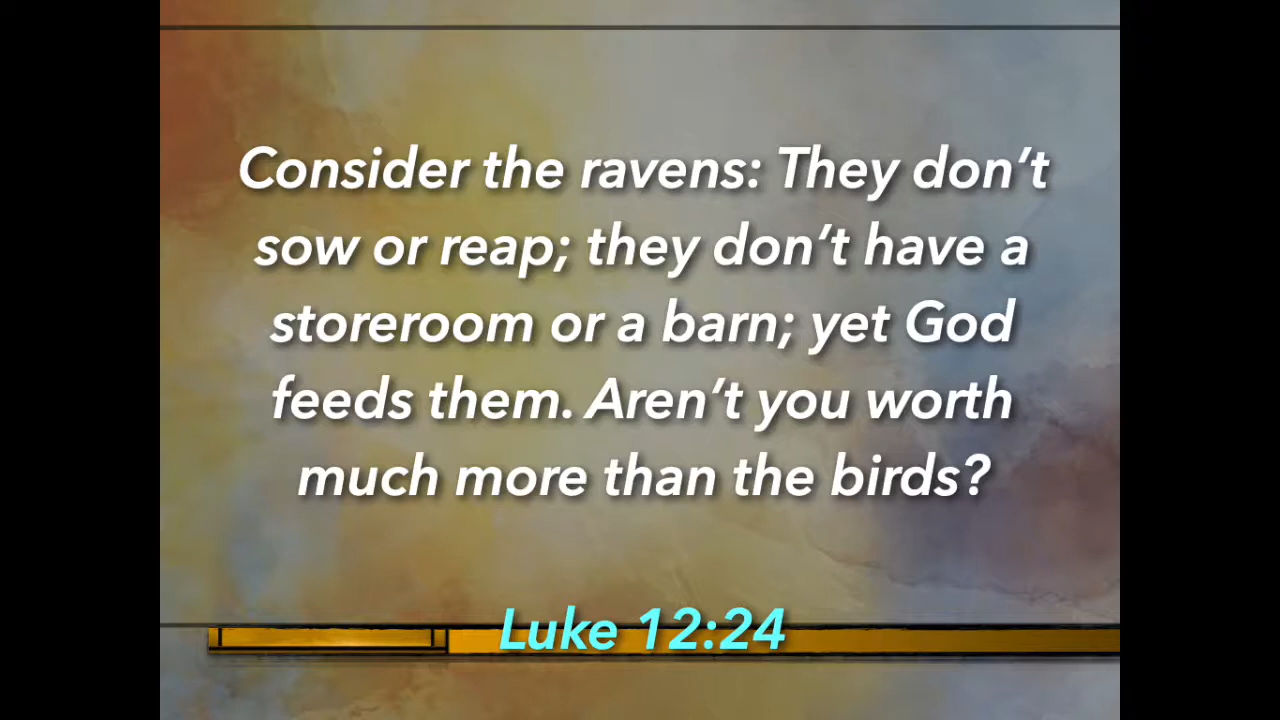 Consider the ravens: They don’t
sow or reap; they don’t have a
storeroom or a barn; yet God
feeds them. Aren’t you worth
much more than the birds?
Luke 12:24